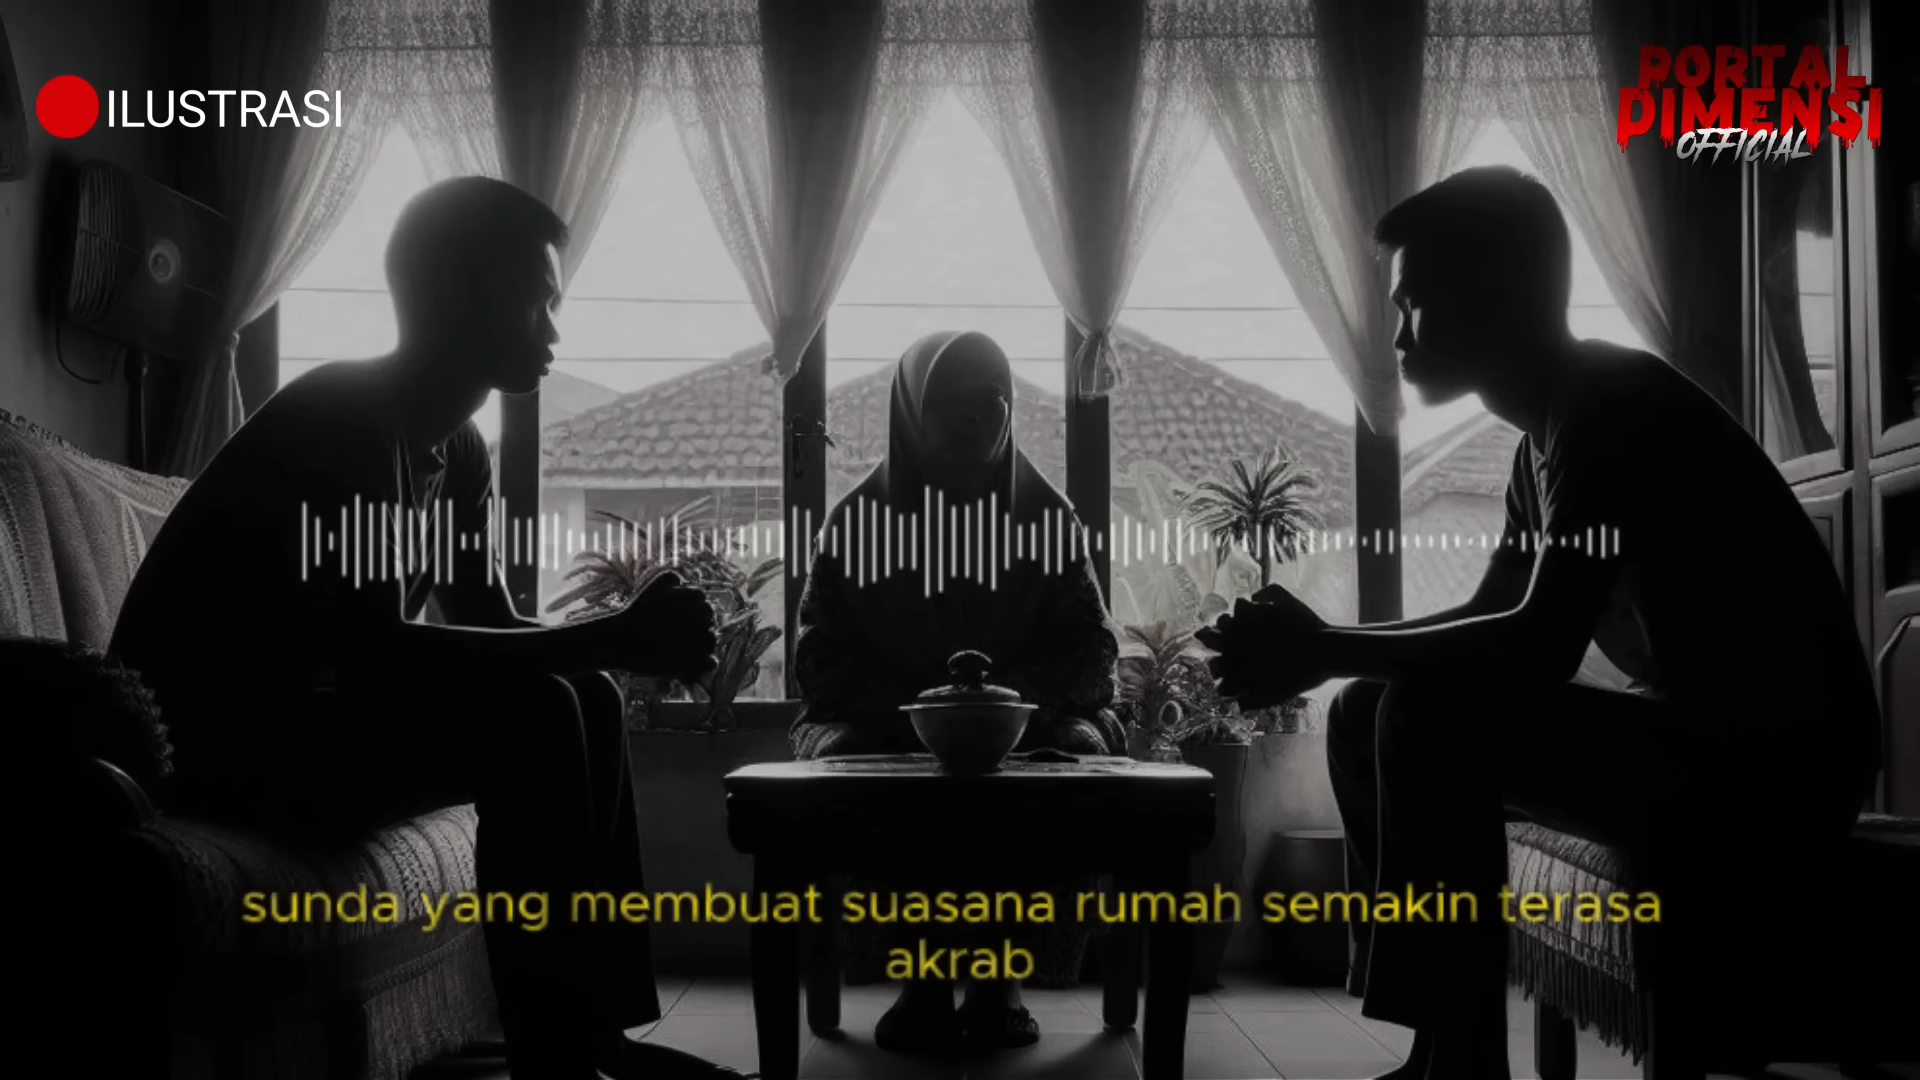 ILUSTRASI
PORTAL
DIMENSI
OFFICIAL
sunda yang membuat suasana rumah semakin terasa
akrab